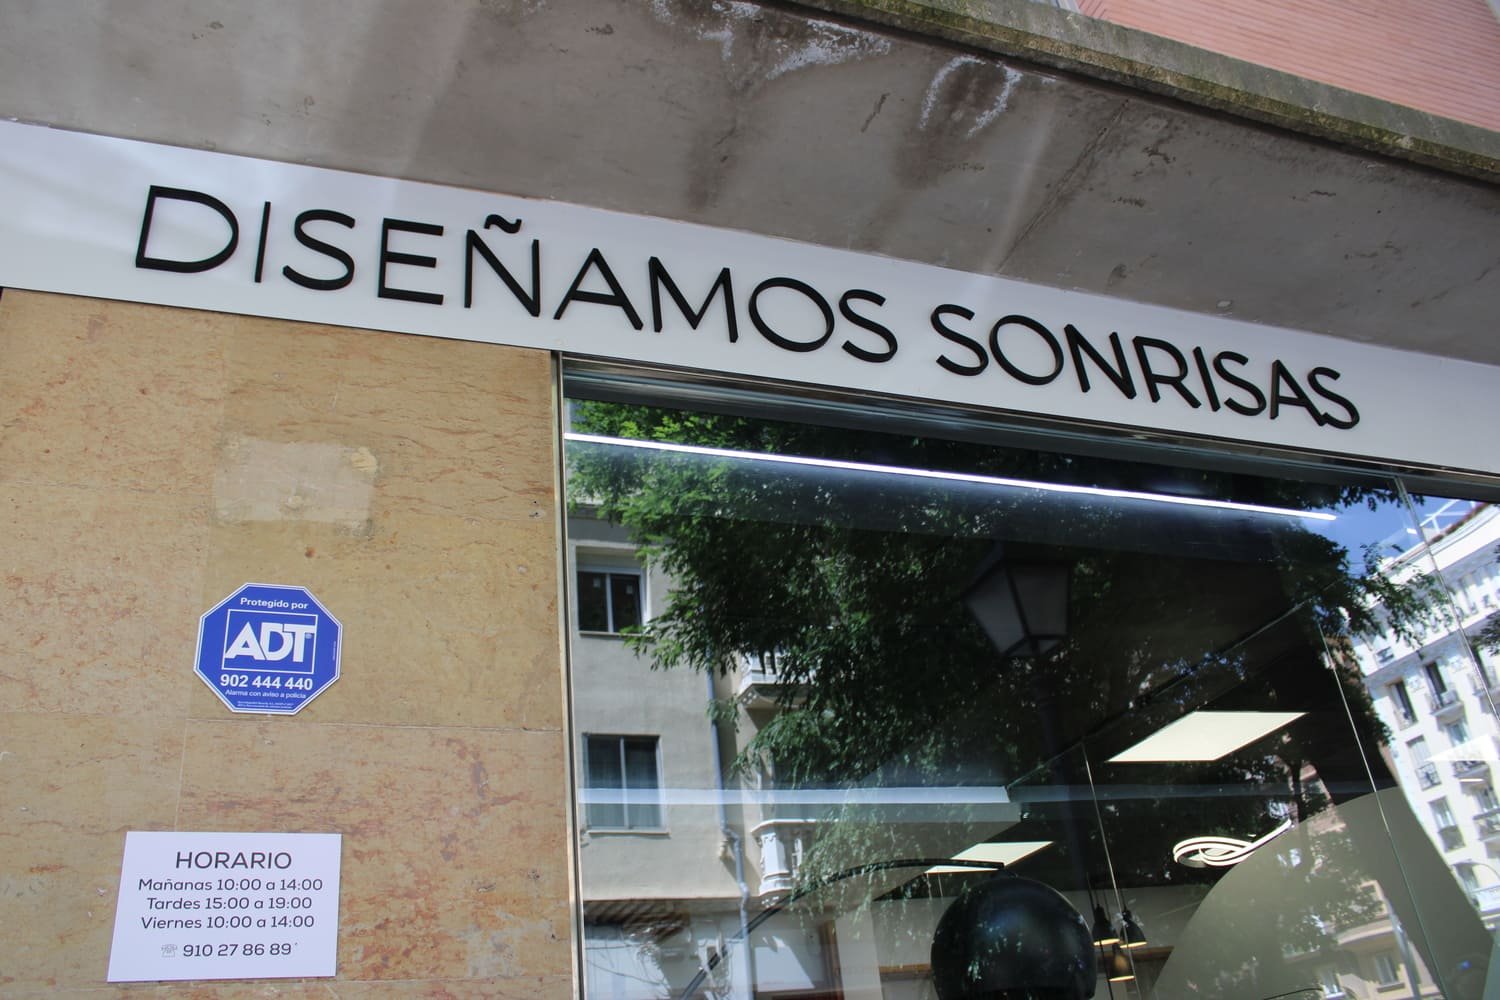 DISEÑAMOS SONRISAS
Protegido por
ADT
902 444 440
Alarma con aviso a policía
HORARIO
Mañanas 10:00 a 14:00
Tardes 15:00 a 19:00
Viernes 10:00 a 14:00
☏ 910 27 86 89